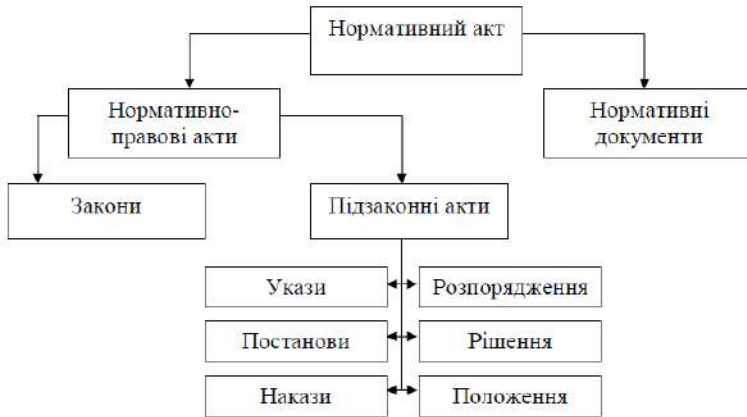 Нормативний акт
Нормативно-
правові акти
Нормативні
документи
Закони
Підзаконні акти
Укази
Розпорядження
Постанови
Рішення
Накази
Положення